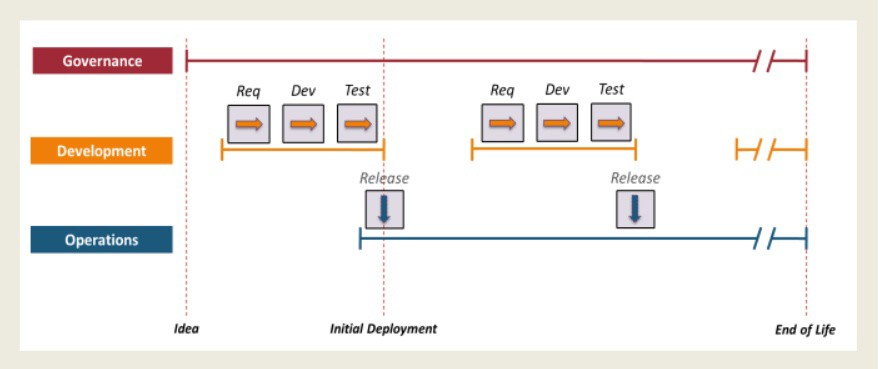 Governance
Req Dev Test Req Dev Test
Development
Release Release
Operations
Idea Initial Deployment End of Life